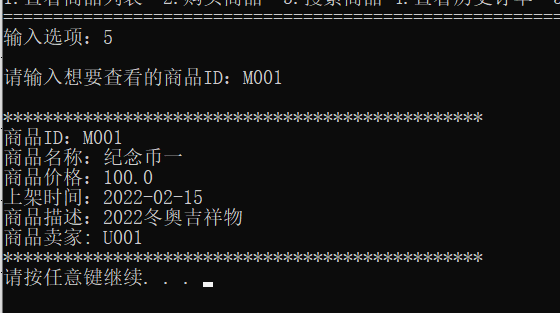 1.查看商品列表 2.购买商品 3.搜索商品 4.查看历史订单
================================================================
输入选项: 5
请输入想要查看的商品ID: M001
************************************************
商品ID: M001
商品名称: 纪念币一
商品价格: 100.0
上架时间: 2022-02-15
商品描述: 2022冬奥吉祥物
商品卖家: U001
************************************************
请按任意键继续. . .